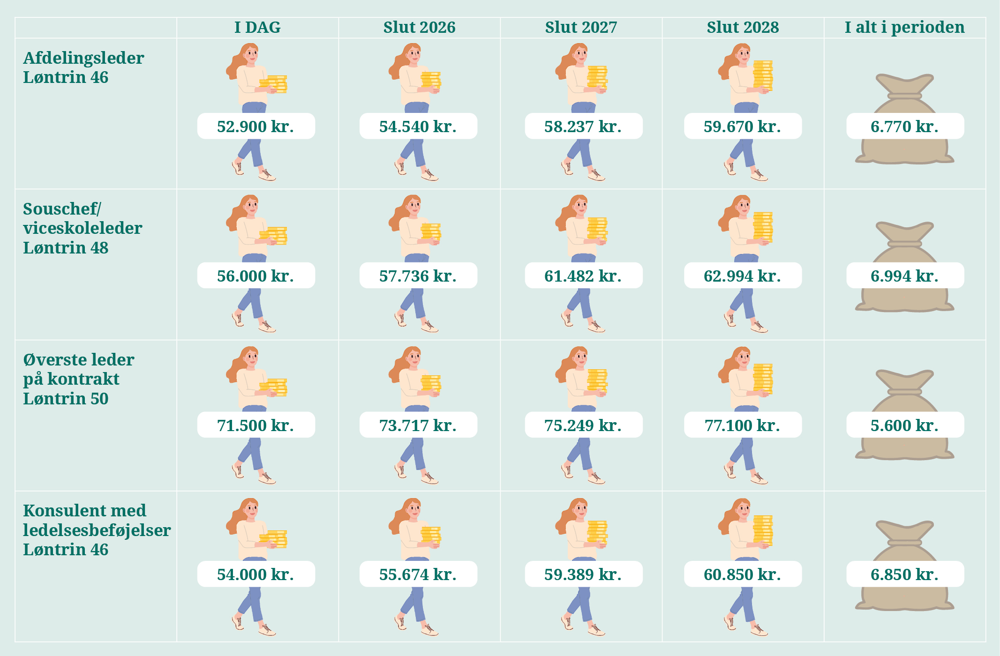 I DAG
Slut 2026
Slut 2027
Slut 2028
I alt i perioden
Afdelingsleder
Løntrin 46
52.900 kr.
54.540 kr.
58.237 kr.
59.670 kr.
6.770 kr.
Souschef/
viceskoleleder
Løntrin 48
56.000 kr.
57.736 kr.
61.482 kr.
62.994 kr.
6.994 kr.
Øverste leder
på kontrakt
Løntrin 50
71.500 kr.
73.717 kr.
75.249 kr.
77.100 kr.
5.600 kr.
Konsulent med
ledelsesbeføjelser
Løntrin 46
54.000 kr.
55.674 kr.
59.389 kr.
60.850 kr.
6.850 kr.